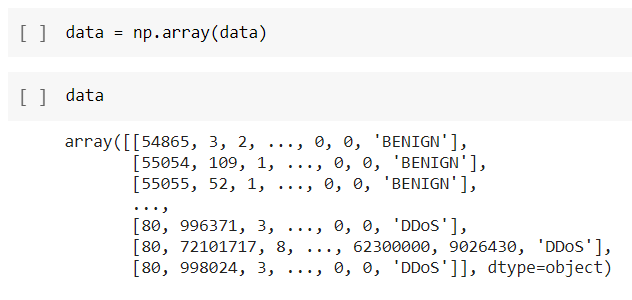 [ ] data = np.array(data)
[ ] data
array([[54865, 3, 2, ..., 0, 0, 'BENIGN'],
[55054, 109, 1, ..., 0, 0, 'BENIGN'],
[55055, 52, 1, ..., 0, 0, 'BENIGN'],
...,
[80, 996371, 3, ..., 0, 0, 'DDoS'],
[80, 72101717, 8, ..., 62300000, 9026430, 'DDoS'],
[80, 998024, 3, ..., 0, 0, 'DDoS']], dtype=object)